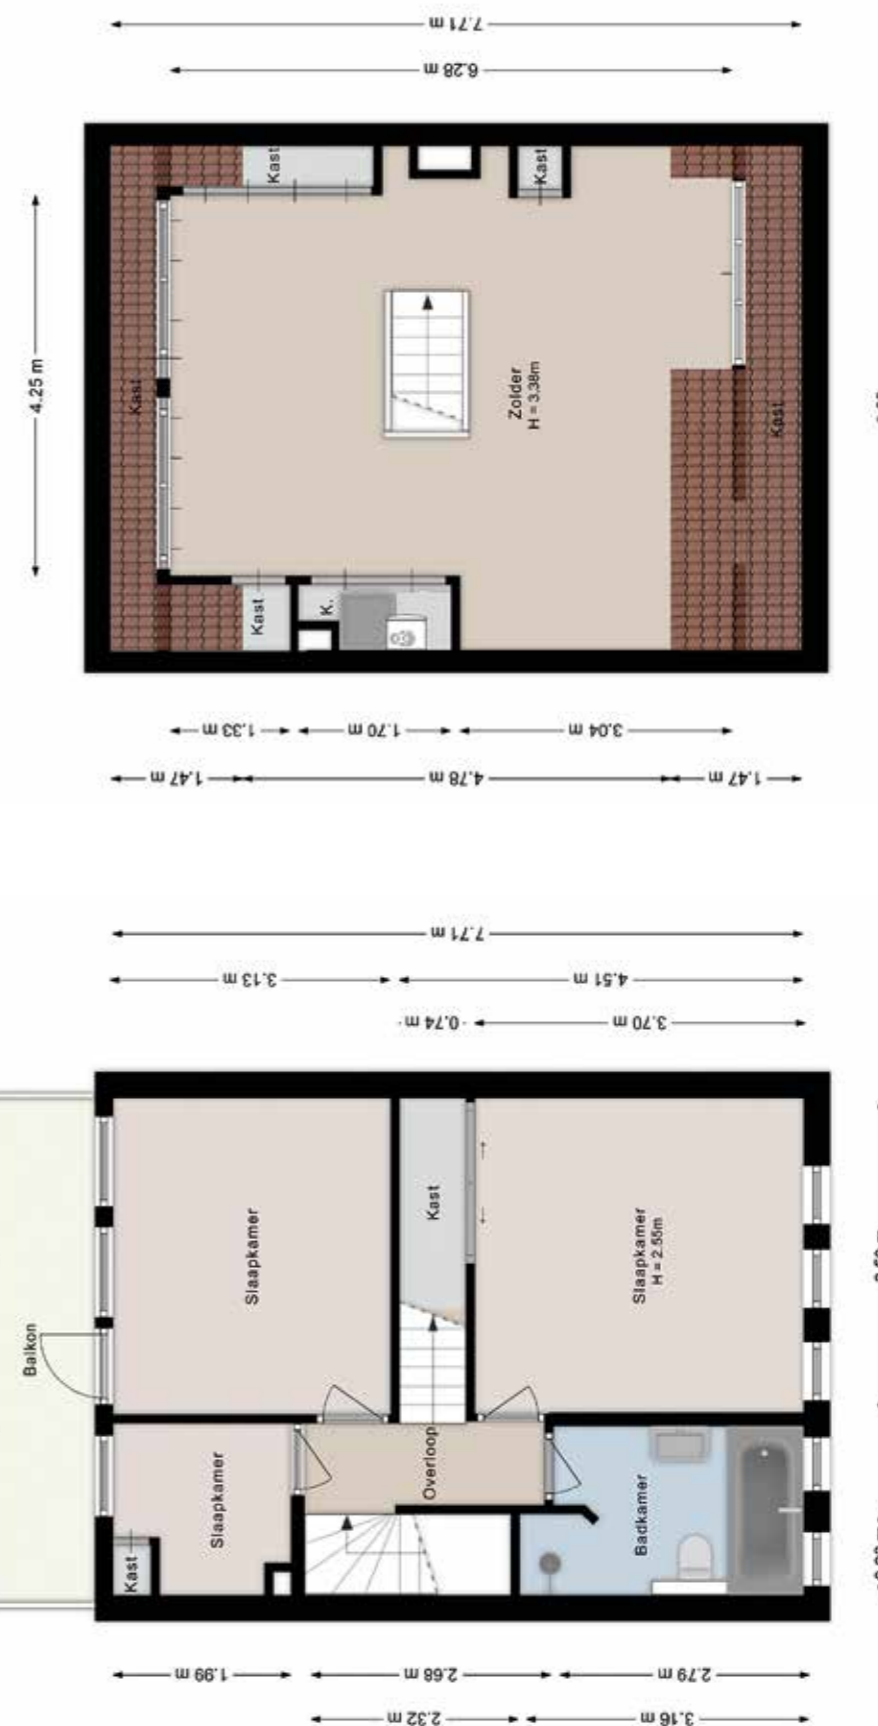 7.71 m
6.28 m
Kast
Kast
4.25 m
Kast
Zolder
H = 3.38m
Kast
Kast
K.
1.33 m
1.70 m
3.04 m
1.47 m
4.78 m
1.47 m
7.71 m
3.13 m
4.51 m
0.74 m
3.70 m
Kast
Slaapkamer
Slaapkamer
H = 2.55m
Balkon
Overloop
Slaapkamer
Badkamer
Kast
1.99 m
2.68 m
2.79 m
2.32 m
3.16 m